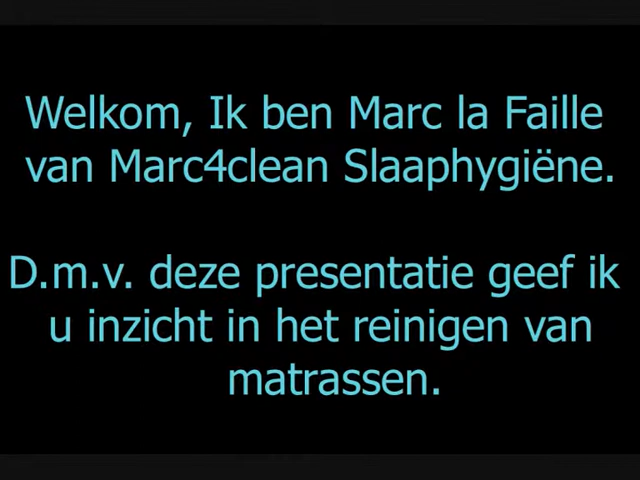 Welkom, Ik ben Marc la Faille
van Marc4clean Slaaphygiëne.
D.m.v. deze presentatie geef ik
u inzicht in het reinigen van
matrassen.